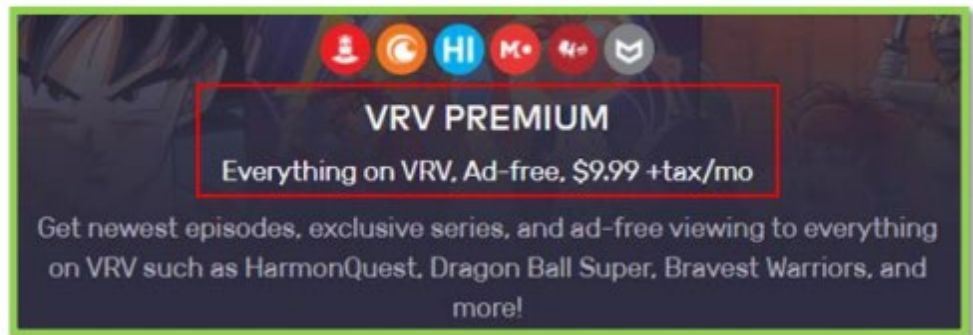 HI M
VRV PREMIUM
Everything on VRV, Ad-free, $9.99 +tax/mo
Get newest episodes, exclusive series, and ad-free viewing to everything
on VRV such as HarmonQuest, Dragon Ball Super, Bravest Warriors, and
more!